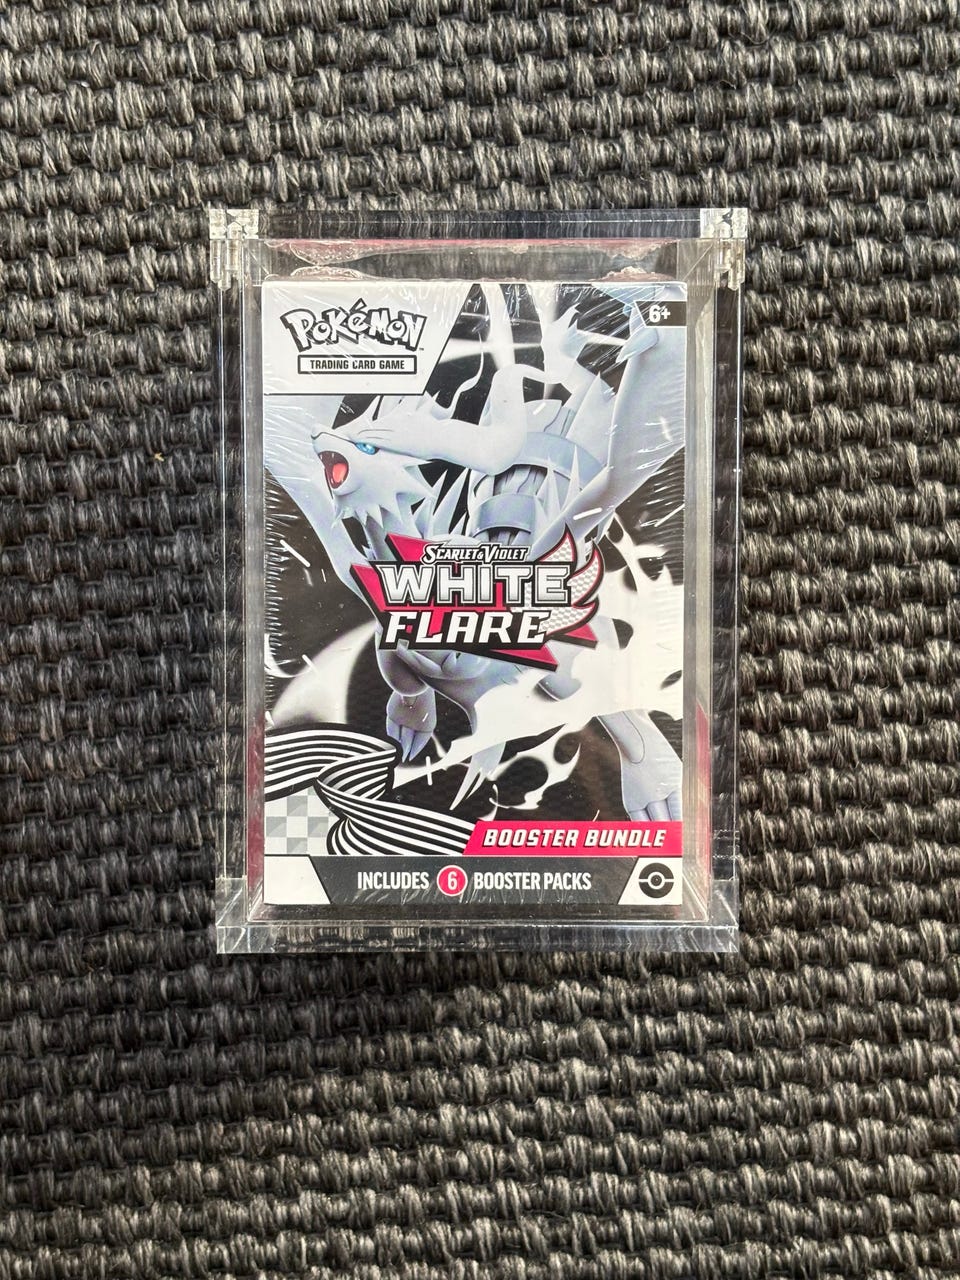 POKéMON
TRADING CARD GAME
6+
SCARLET & VIOLET
WHITE
FLARE
BOOSTER BUNDLE
INCLUDES 6 BOOSTER PACKS